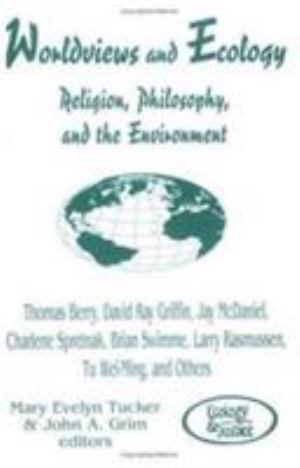 Worldviews and Ecology
Religion, Philosophy,
and the Environment
Thomas Berry, David Ray Griffin, Jay McDaniel,
Charlene Spretnak, Brian Swimme, Larry Rasmussen,
Tu Wei-Ming, and Others
Mary Evelyn Tucker
& John A. Grim
editors
Ecology
& Justice